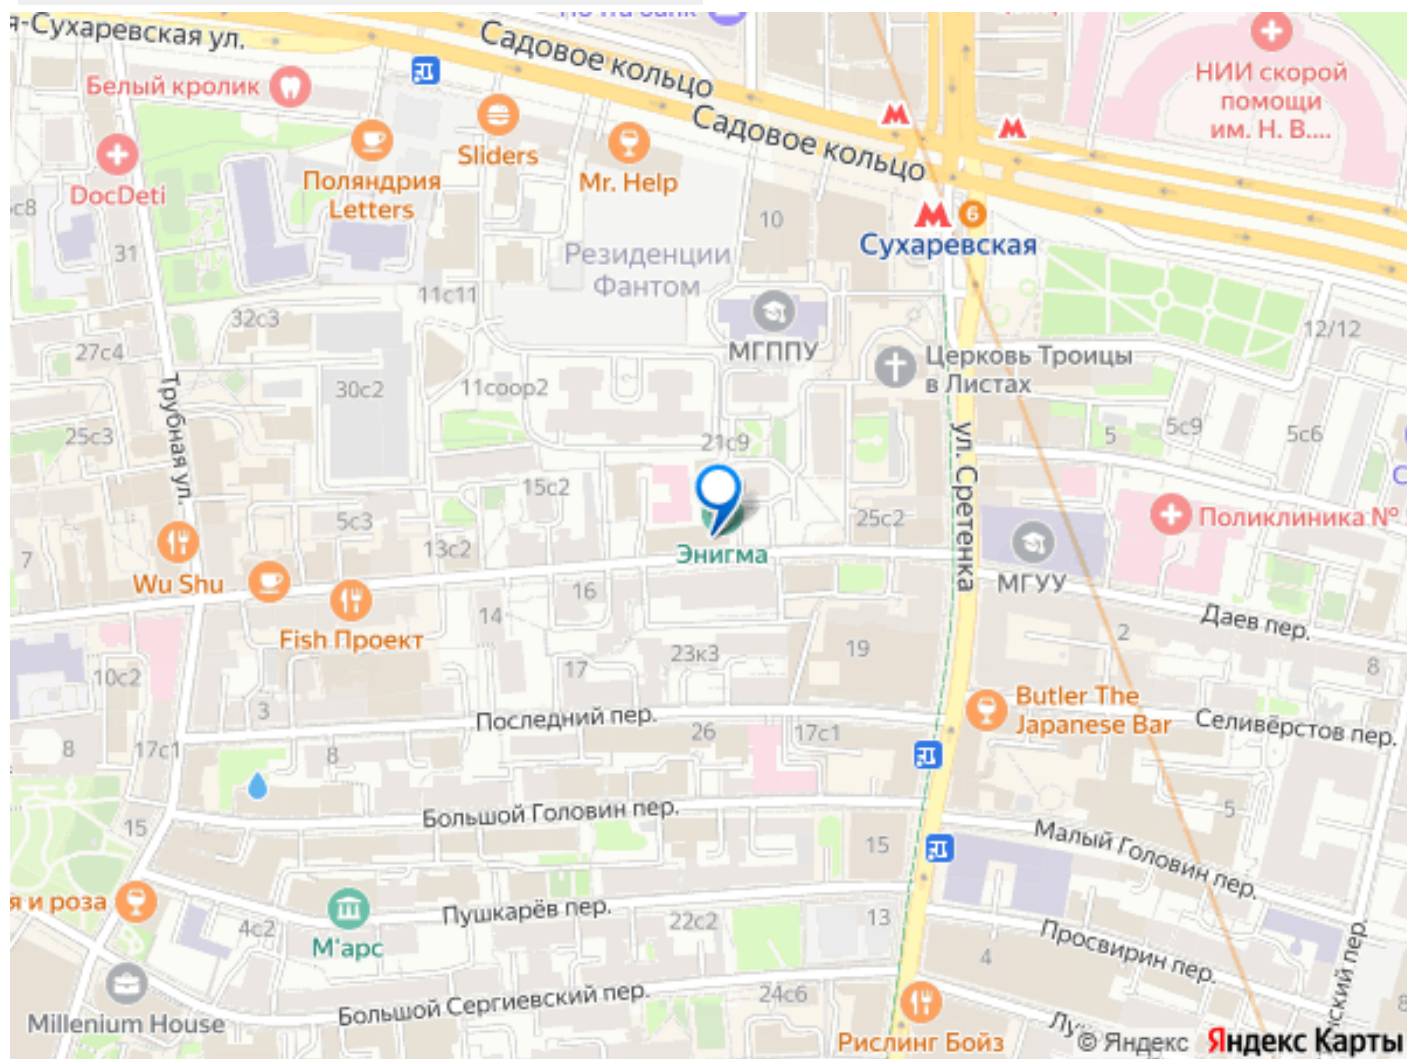 я-Сухаревская ул.
Садовое кольцо
Садовое кольцо
Белый кролик
Sliders
Mr. Help
НИИ скорой
помощи
им. Н. В....
DocDeti
Поляндрия
Letters
6
Сухаревская
10
31
Резиденции
Фантом
11с11
32с3
МГППУ
12/12
27с4
Церковь Троицы
в Листах
30с2
11соор2
Трубная ул.
25с3
21с9
ул. Сретенка
5
5с9
5с6
15с2
5с3
25с2
Поликлиника №
7
13с2
Энигма
Wu Shu
МГУУ
16
14
Fish Проект
Даев пер.
2
10с2
17
23к3
19
8
3
Последний пер.
Butler The
Japanese Bar
Селивёрстов пер.
8
17с1
8
26
17с1
5
Большой Головин пер.
15
15
Малый Головин пер.
я и роза
4с2
М'арс
Пушкарёв пер.
22с2
13
4
Просвирин пер.
Millenium House
Большой Сергиевский пер.
24с6
Рислинг Бойз
© Яндекс Яндекс Карты